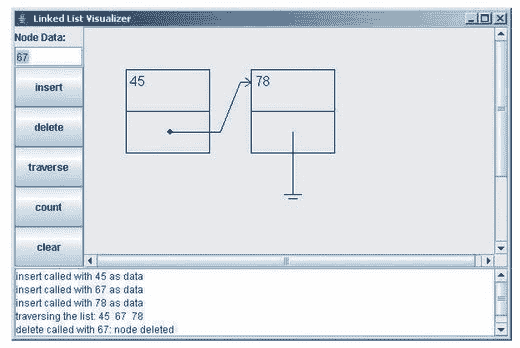 Linked List Visualizer
Node Data:
67
insert
delete
traverse
count
clear
45
78
insert called with 45 as data
insert called with 67 as data
insert called with 78 as data
traversing the list: 45 67 78
delete called with 67: node deleted